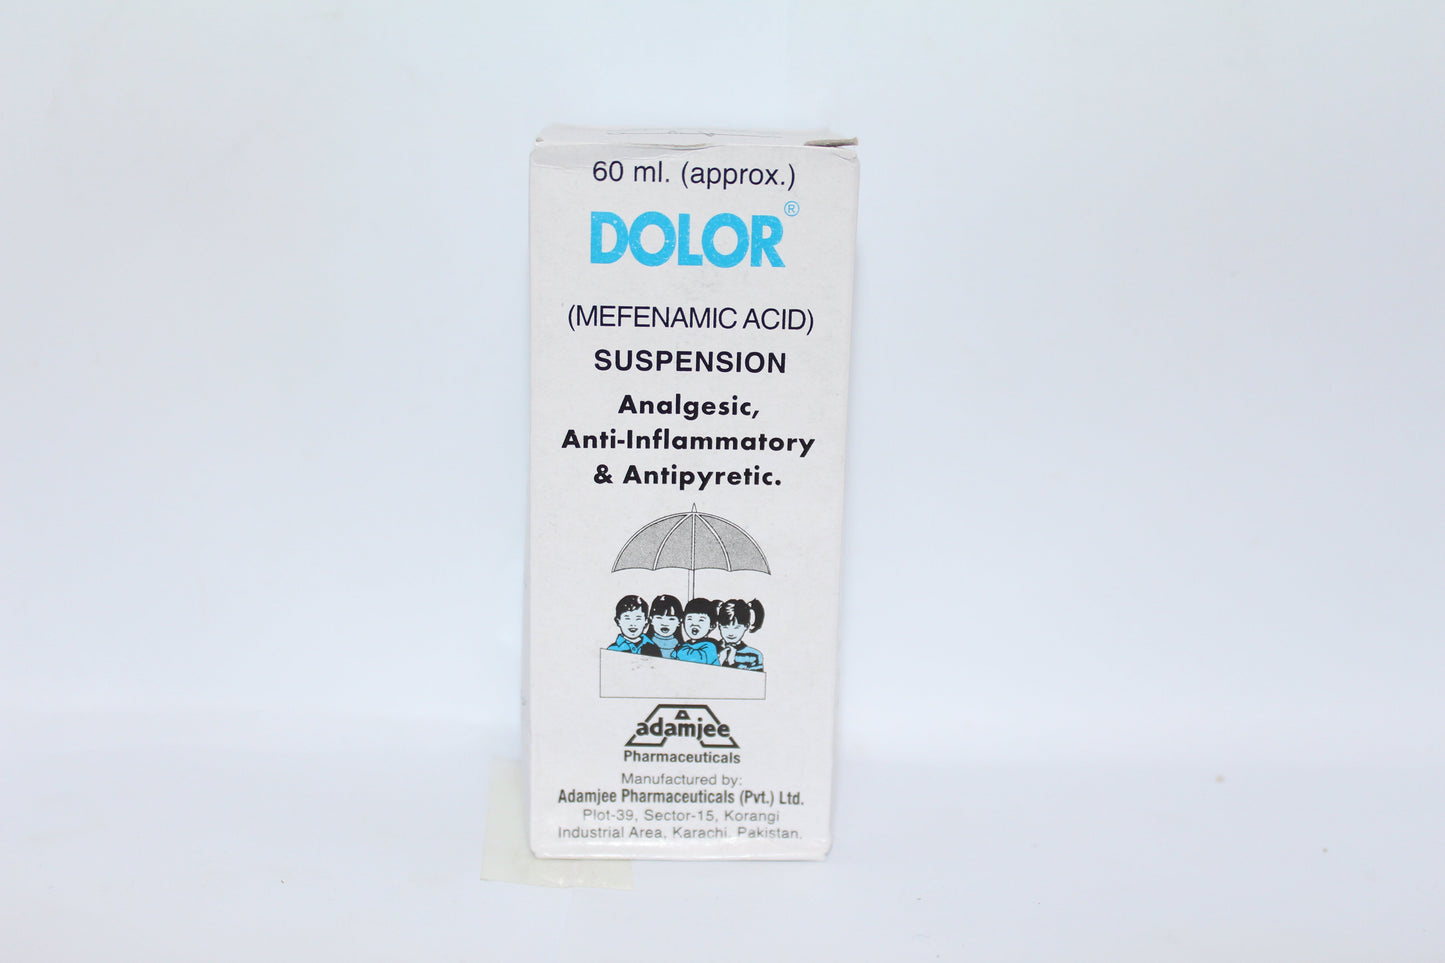 60 ml. (approx.)
DOLOR®
(MEFENAMIC ACID)
SUSPENSION
Analgesic,
Anti-Inflammatory
& Antipyretic.
adamjee
Pharmaceuticals
Manufactured by:
Adamjee Pharmaceuticals (Pvt.) Ltd.
Plot-39, Sector-15, Korangi
Industrial Area, Karachi, Pakistan.